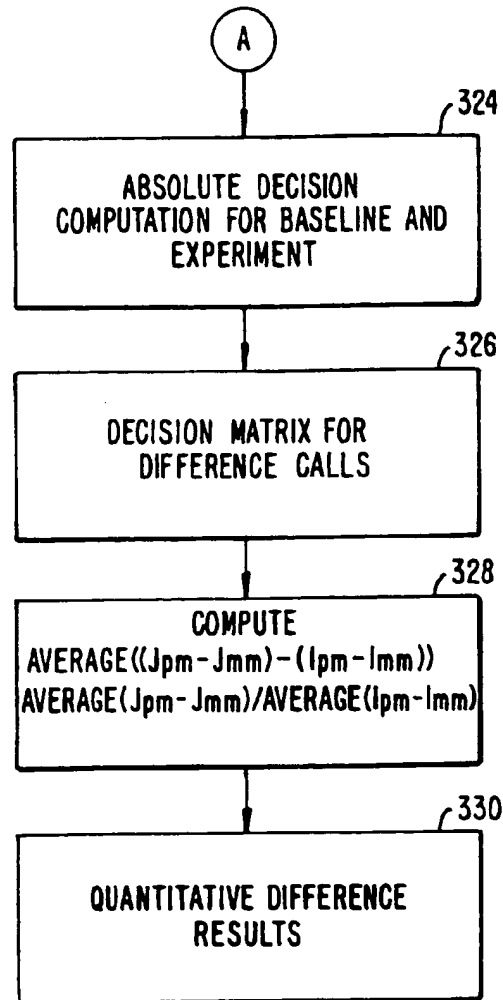 A
324
ABSOLUTE DECISION
COMPUTATION FOR BASELINE AND
EXPERIMENT
326
DECISION MATRIX FOR
DIFFERENCE CALLS
328
COMPUTE
AVERAGE((Jpm-Jmm)-(Ipm-Imm))
AVERAGE(Jpm-Jmm)/AVERAGE(Ipm-Imm)
330
QUANTITATIVE DIFFERENCE
RESULTS